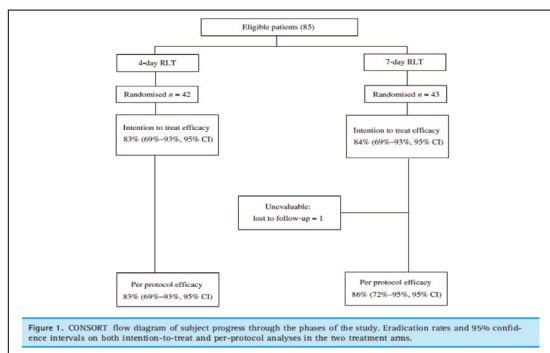 Eligible patients (85)
4-day RLT
7-day RLT
Randomised n = 42
Randomised n = 43
Intention to treat efficacy
83% (69%–93%, 95% CI)
Intention to treat efficacy
84% (69%–93%, 95% CI)
Unevaluable:
lost to follow-up = 1
Per protocol efficacy
83% (69%–93%, 95% CI)
Per protocol efficacy
86% (72%–95%, 95% CI)
Figure 1. CONSORT flow diagram of subject progress through the phases of the study. Eradication rates and 95% confid-
ence intervals on both intention-to-treat and per-protocol analyses in the two treatment arms.